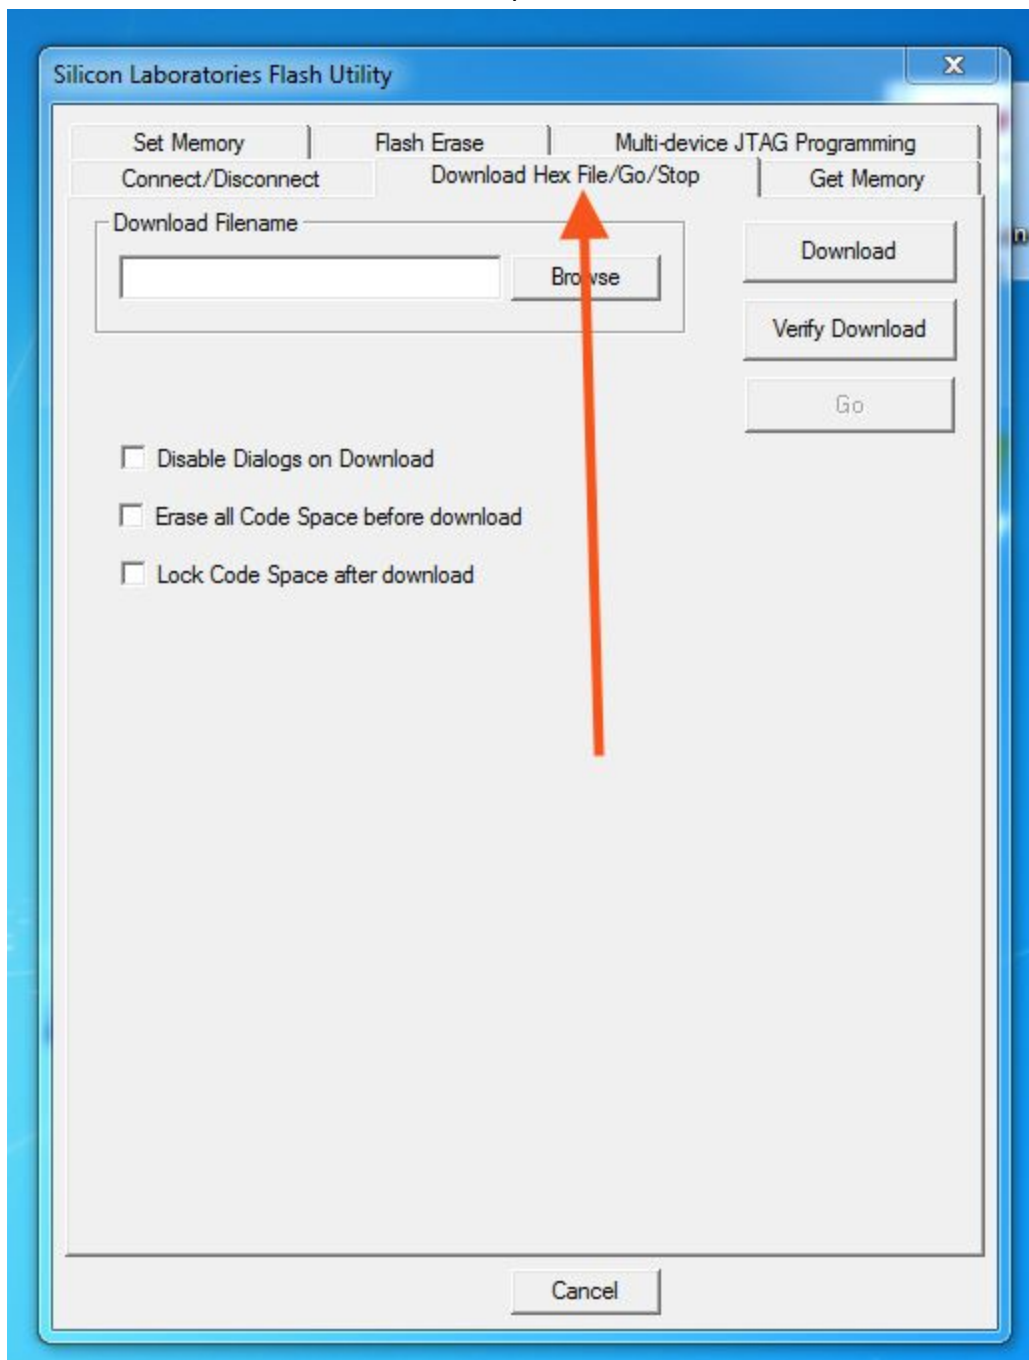 Silicon Laboratories Flash Utility
X
Set Memory
Flash Erase
Multi-device JTAG Programming
Connect/Disconnect
Download Hex File/Go/Stop
Get Memory
Download Filename
Browse
Download
Verify Download
Go
Disable Dialogs on Download
Erase all Code Space before download
Lock Code Space after download
Cancel